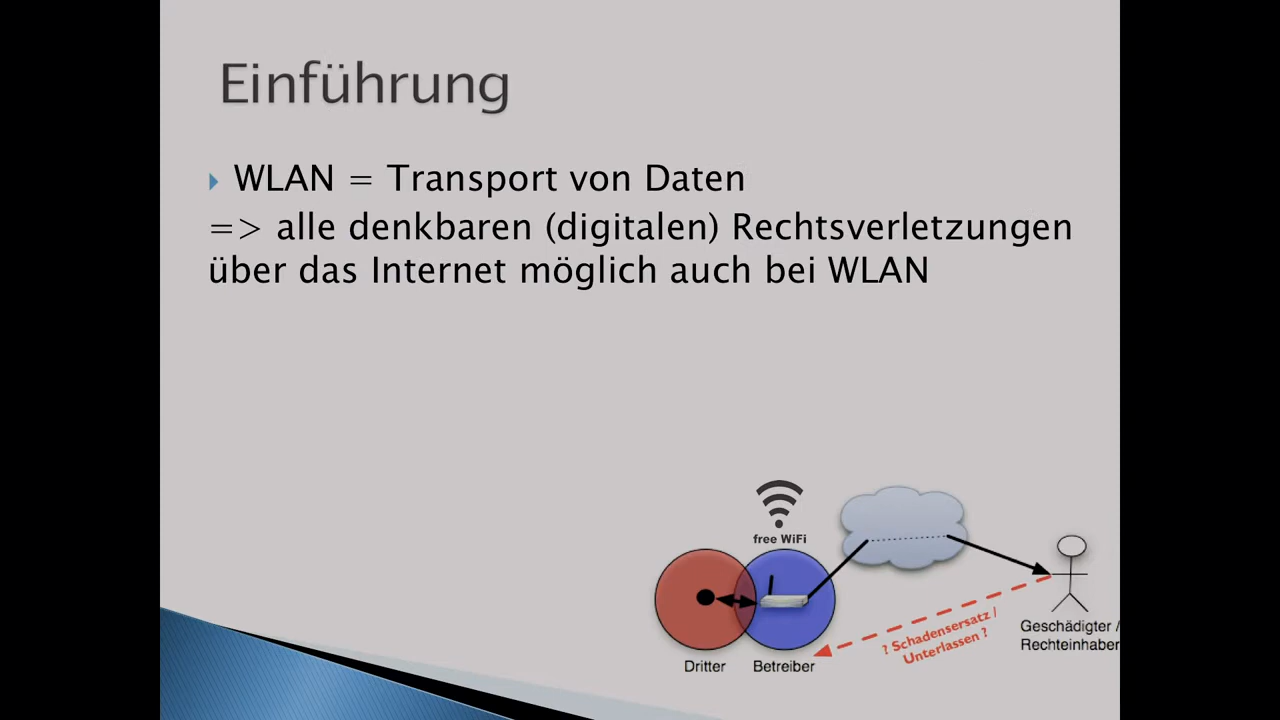 Einführung
WLAN = Transport von Daten
=> alle denkbaren (digitalen) Rechtsverletzungen
über das Internet möglich auch bei WLAN
free WiFi
? Schadensersatz /
Unterlassen ?
Geschädigter /
Rechteinhaber
Dritter
Betreiber